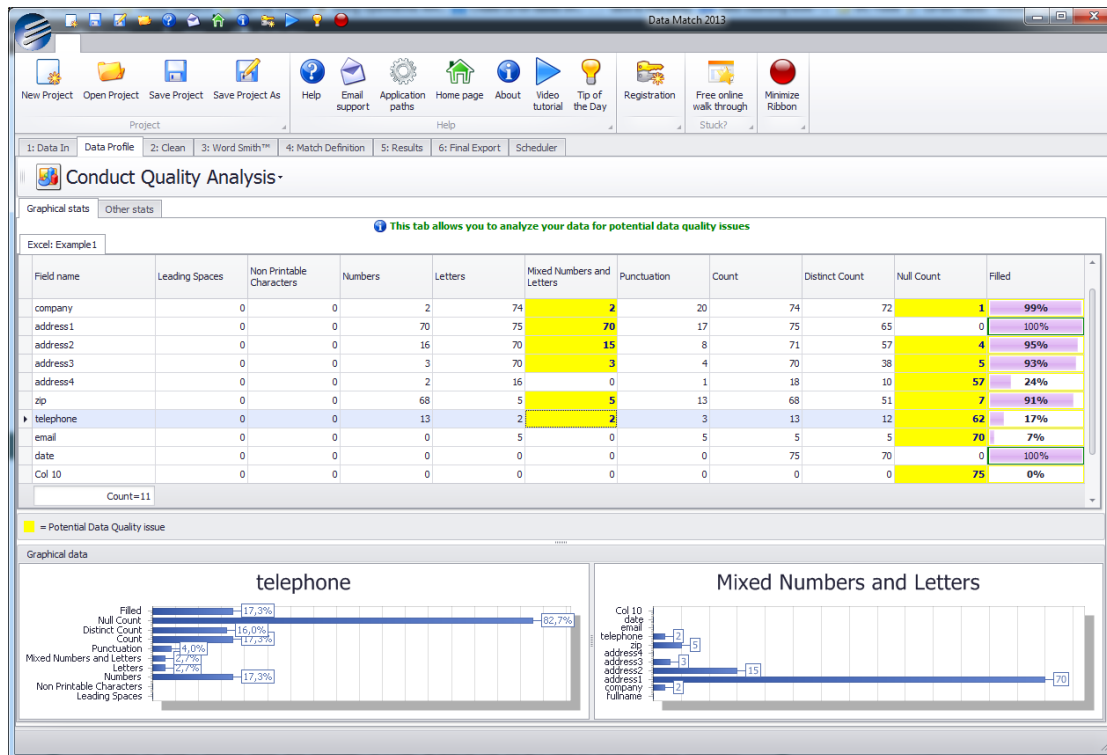 Data Match 2013
New Project Open Project Save Project Save Project As Help Email support Application paths Home page About Video tutorial Tip of the Day Registration Free online walk through Minimize Ribbon
Project Help Stuck?
1: Data In Data Profile 2: Clean 3: Word Smith™ 4: Match Definition 5: Results 6: Final Export Scheduler
Conduct Quality Analysis
Graphical stats Other stats
This tab allows you to analyze your data for potential data quality issues
Excel: Example1
Field name Leading Spaces Non Printable Characters Numbers Letters Mixed Numbers and Letters Punctuation Count Distinct Count Null Count Filled
company 0 0 2 74 2 20 74 72 1 99%
address1 0 0 70 75 70 17 75 65 0 100%
address2 0 0 16 70 15 8 71 57 4 95%
address3 0 0 3 70 3 4 70 38 5 93%
address4 0 0 2 16 0 1 18 10 57 24%
zip 0 0 68 5 5 13 68 51 7 91%
telephone 0 0 13 2 2 3 13 12 62 17%
email 0 0 0 5 0 5 5 5 70 7%
date 0 0 0 0 0 0 75 70 0 100%
Col 10 0 0 0 0 0 0 0 0 75 0%
Count=11
= Potential Data Quality issue
Graphical data
telephone
Filled 17,3%
Null Count 82,7%
Distinct Count 16,0%
Count 17,3%
Punctuation 4,0%
Mixed Numbers and Letters 2,7%
Letters 2,7%
Numbers 17,3%
Non Printable Characters
Leading Spaces
Mixed Numbers and Letters
Col 10
date
email
telephone 2
zip 5
address4
address3 3
address2 15
address1 70
company 2
fullname